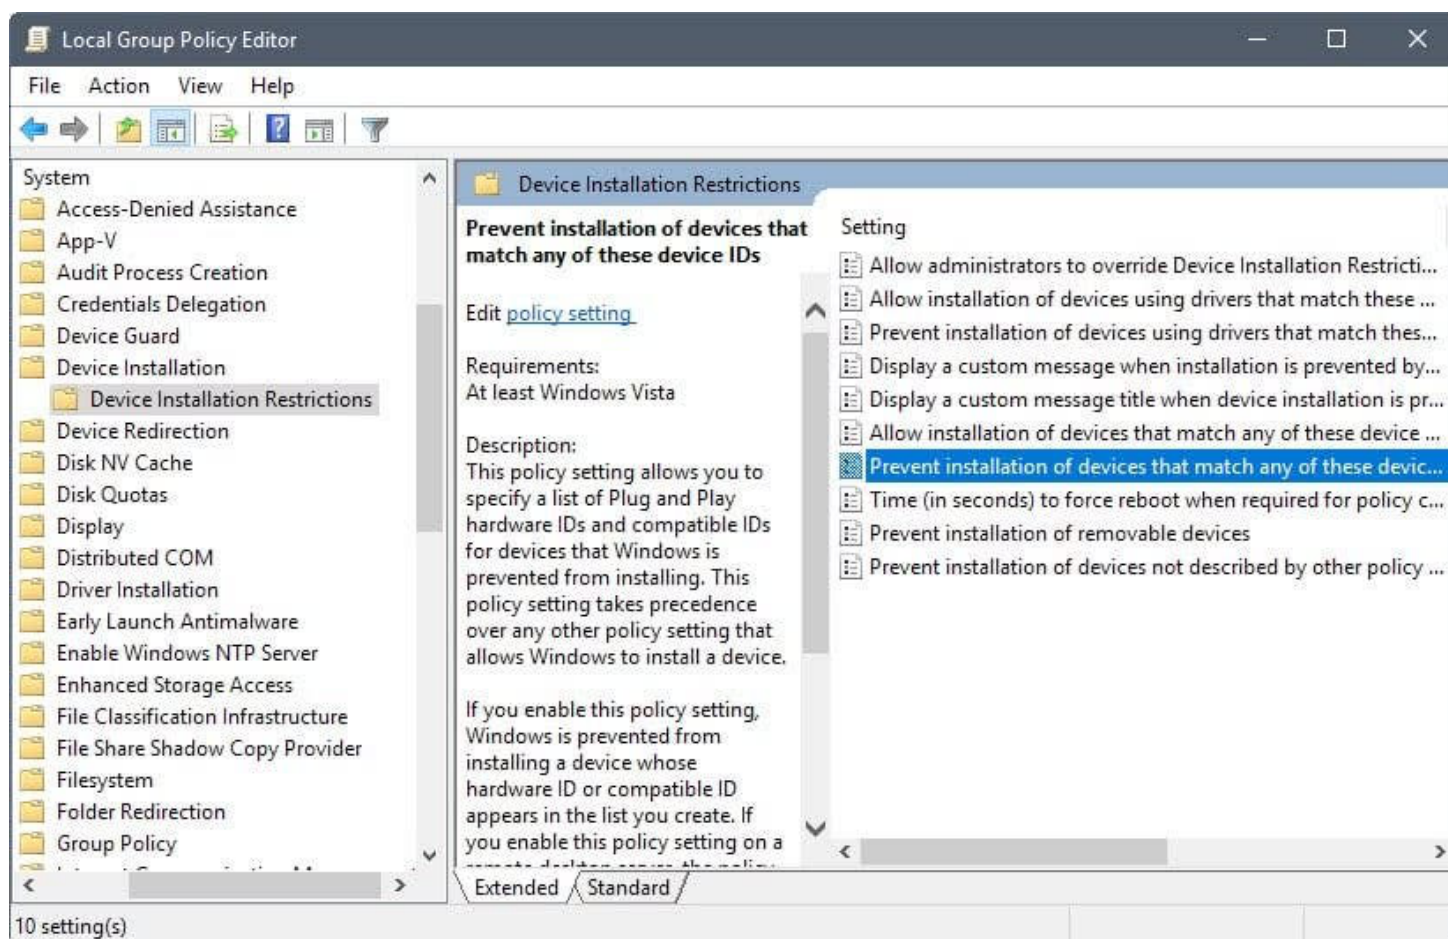 Local Group Policy Editor
File Action View Help
System
Access-Denied Assistance
App-V
Audit Process Creation
Credentials Delegation
Device Guard
Device Installation
Device Installation Restrictions
Device Redirection
Disk NV Cache
Disk Quotas
Display
Distributed COM
Driver Installation
Early Launch Antimalware
Enable Windows NTP Server
Enhanced Storage Access
File Classification Infrastructure
File Share Shadow Copy Provider
Filesystem
Folder Redirection
Group Policy
Device Installation Restrictions
Prevent installation of devices that
match any of these device IDs
Edit policy setting
Requirements:
At least Windows Vista
Description:
This policy setting allows you to
specify a list of Plug and Play
hardware IDs and compatible IDs
for devices that Windows is
prevented from installing. This
policy setting takes precedence
over any other policy setting that
allows Windows to install a device.
If you enable this policy setting,
Windows is prevented from
installing a device whose
hardware ID or compatible ID
appears in the list you create. If
you enable this policy setting on a
Setting
Allow administrators to override Device Installation Restricti...
Allow installation of devices using drivers that match these ...
Prevent installation of devices using drivers that match thes...
Display a custom message when installation is prevented by...
Display a custom message title when device installation is pr...
Allow installation of devices that match any of these device ...
Prevent installation of devices that match any of these devic...
Time (in seconds) to force reboot when required for policy c...
Prevent installation of removable devices
Prevent installation of devices not described by other policy ...
Extended Standard
10 setting(s)